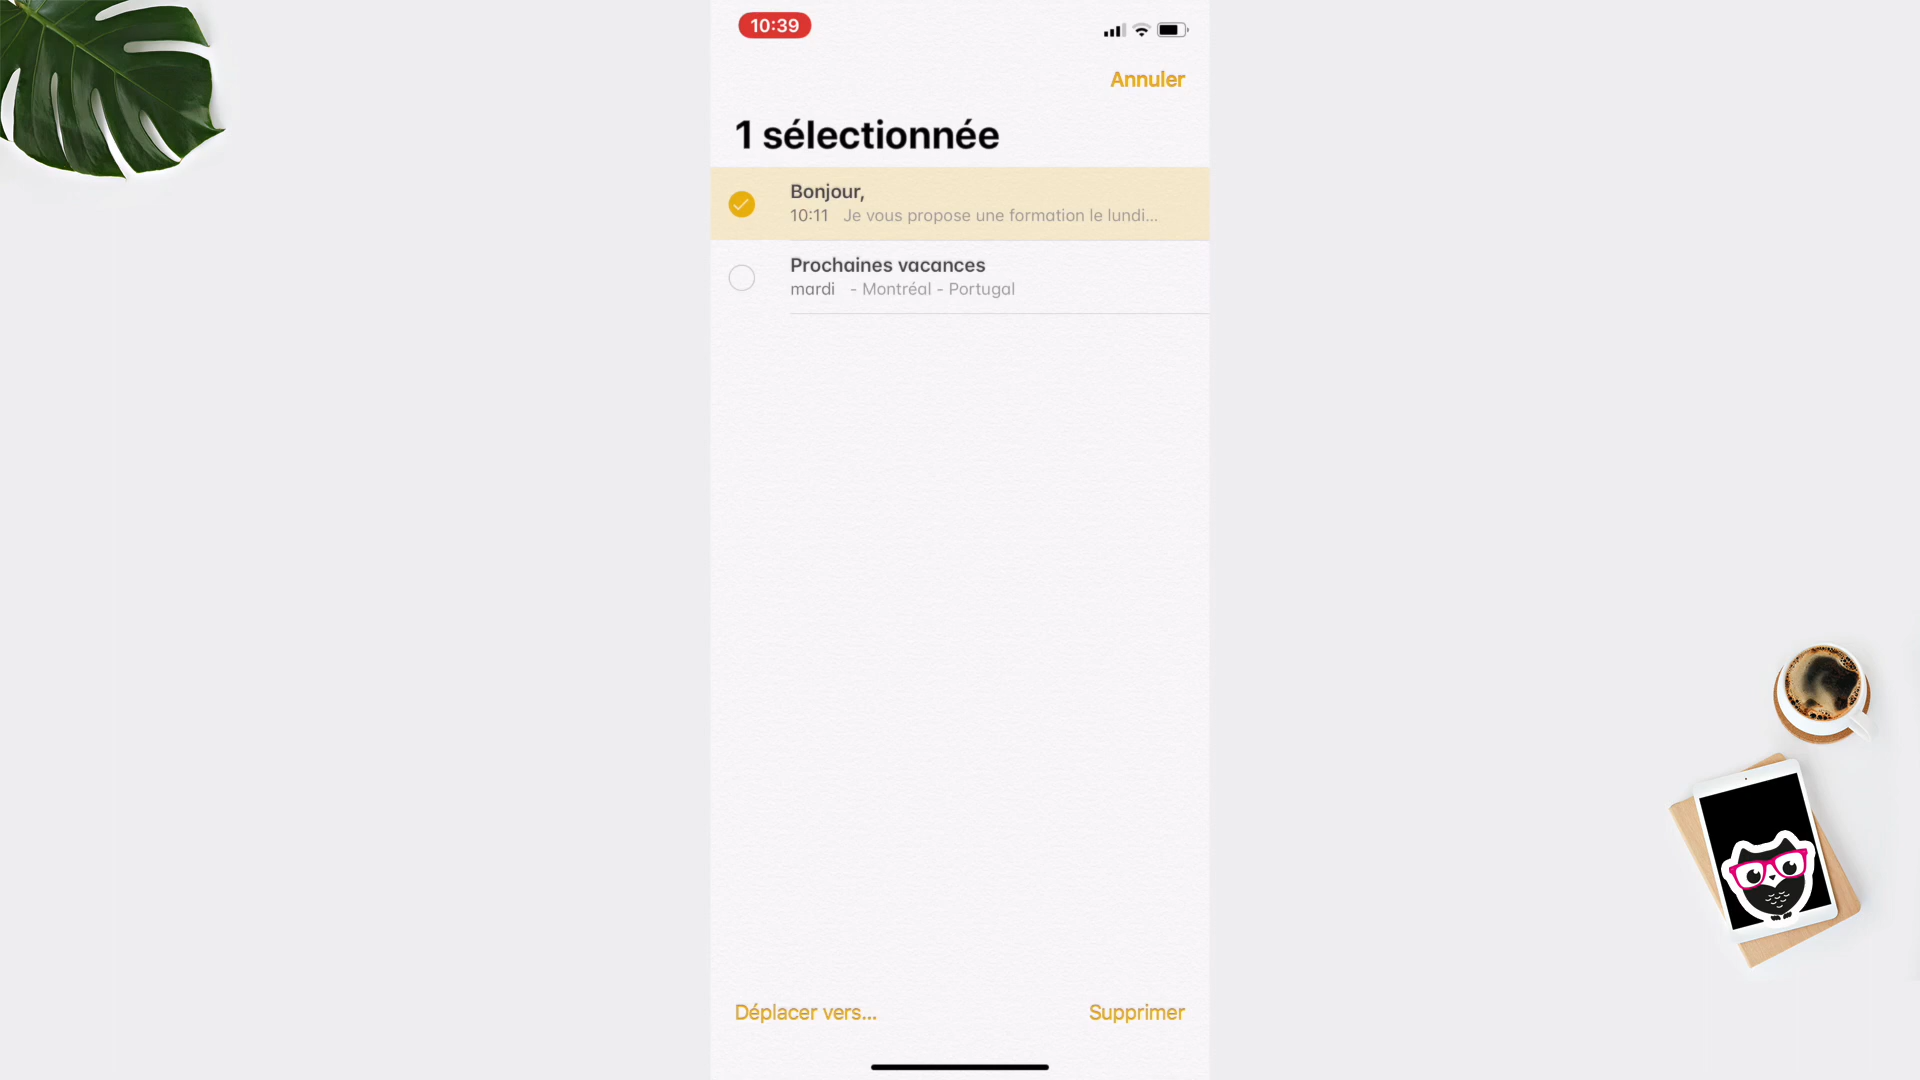 10:39
Annuler
1 sélectionnée
Bonjour,
10:11 Je vous propose une formation le lundi...
Prochaines vacances
mardi - Montréal - Portugal
Déplacer vers... Supprimer